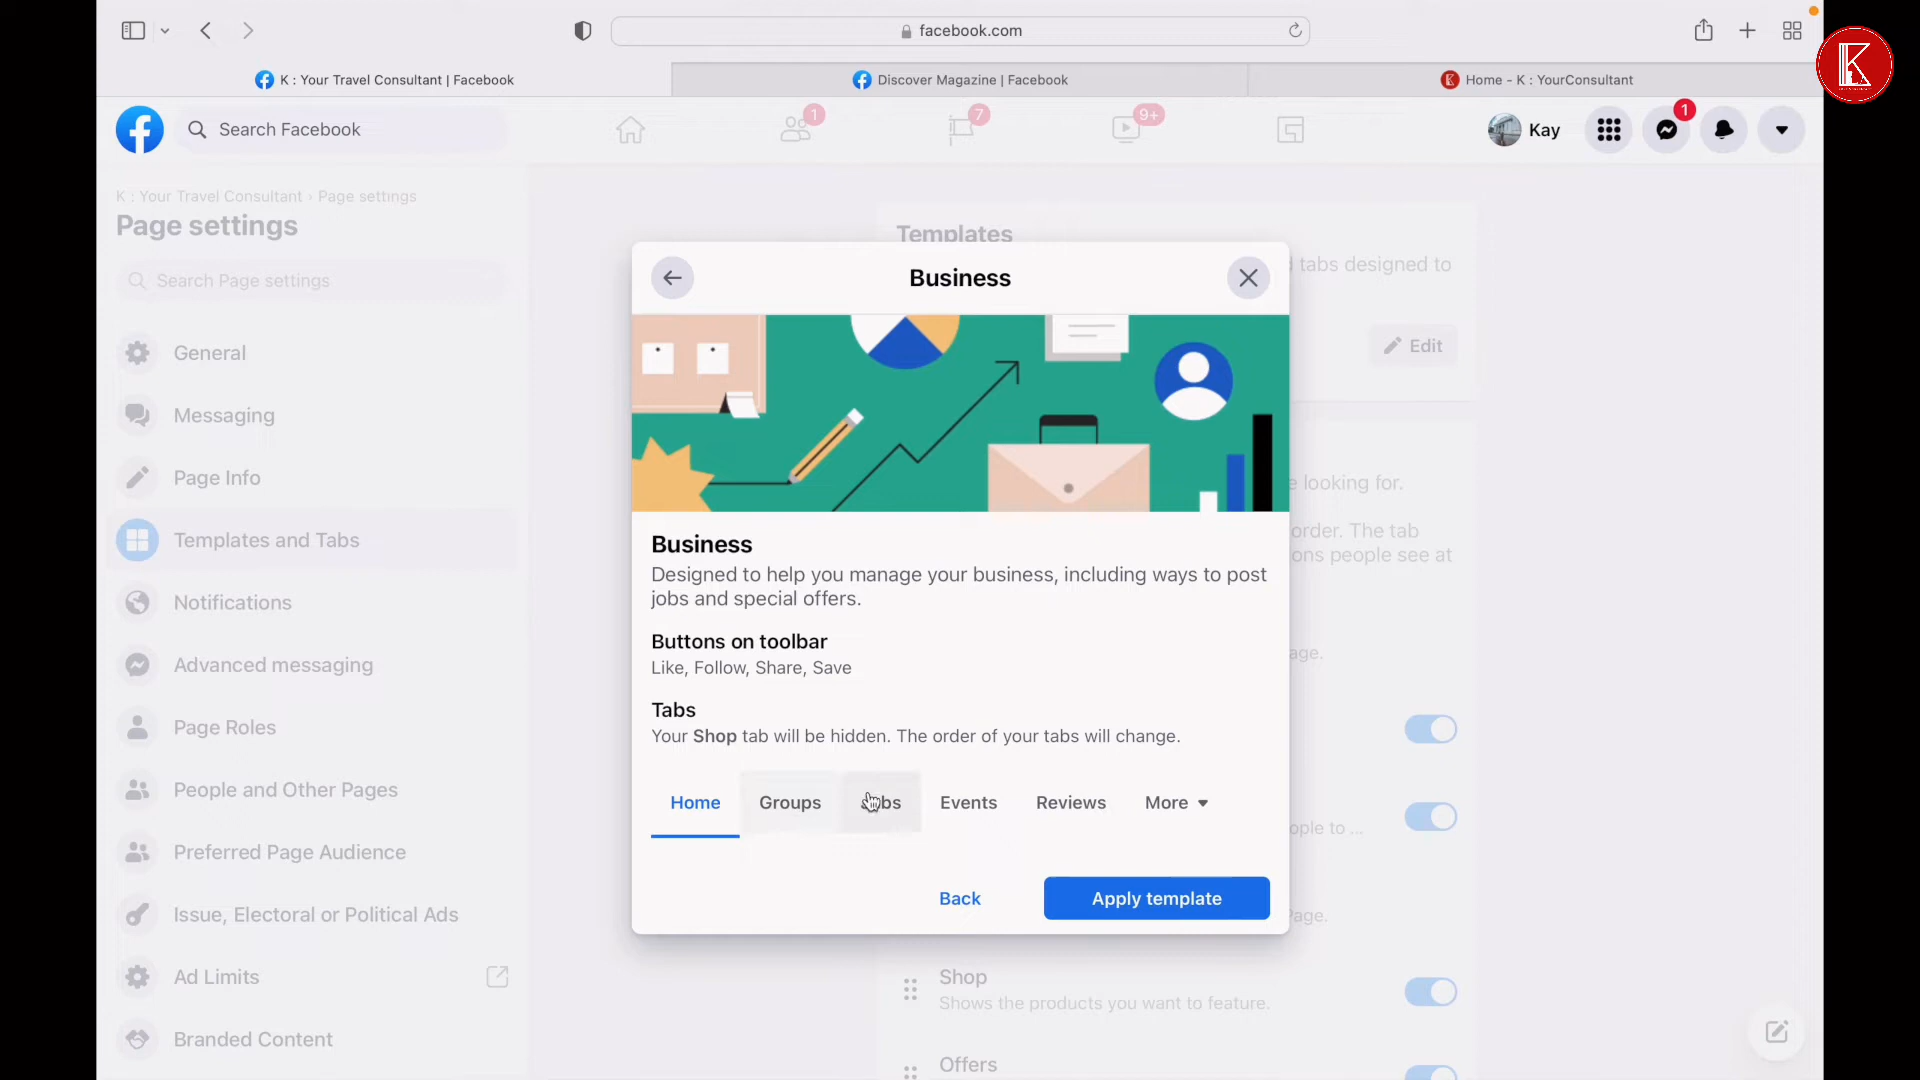 facebook.com
K : Your Travel Consultant | Facebook
Discover Magazine | Facebook
Home - K : YourConsultant
K
Search Facebook
1
7
9+
Kay
1
K : Your Travel Consultant › Page settings
Page settings
Search Page settings
General
Messaging
Page Info
Templates and Tabs
Notifications
Advanced messaging
Page Roles
People and Other Pages
Preferred Page Audience
Issue, Electoral or Political Ads
Ad Limits
Branded Content
Templates
tabs designed to
Edit
looking for.
order. The tab
ons people see at
age.
ople to ...
Page.
Shop
Shows the products you want to feature.
Offers
Business
Business
Designed to help you manage your business, including ways to post
jobs and special offers.
Buttons on toolbar
Like, Follow, Share, Save
Tabs
Your Shop tab will be hidden. The order of your tabs will change.
Home Groups Jobs Events Reviews More
Back Apply template